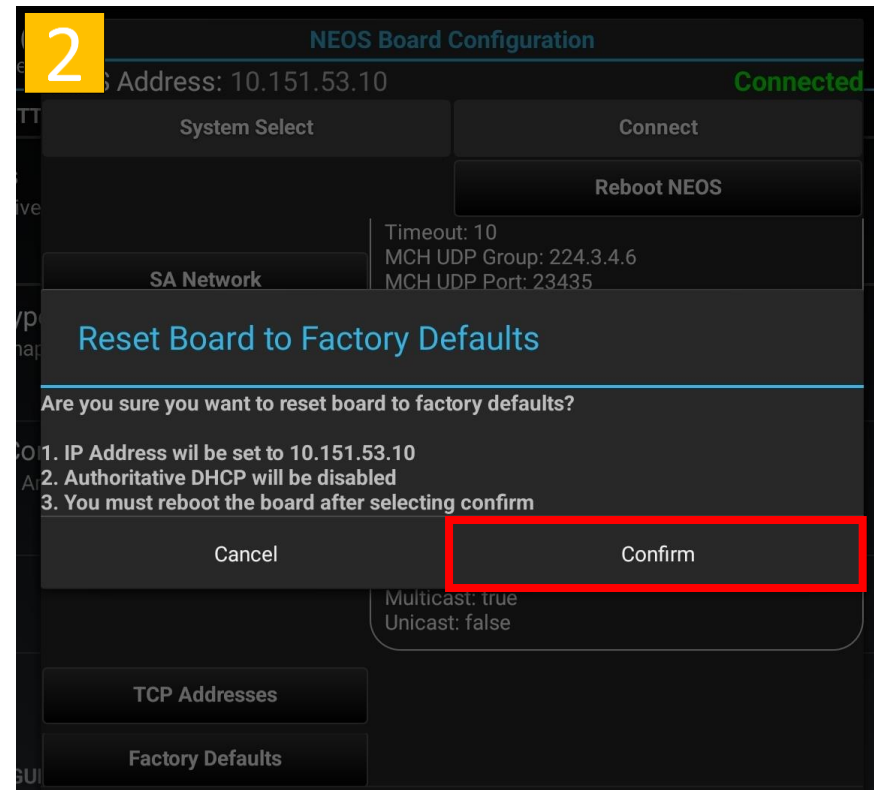 2
NEOS Board Configuration
S Address: 10.151.53.10
Connected
TT
System Select
Connect
Reboot NEOS
ive
Timeout: 10
MCH UDP Group: 224.3.4.6
SA Network
MCH UDP Port: 23435
Reset Board to Factory Defaults
Are you sure you want to reset board to factory defaults?
1. IP Address wil be set to 10.151.53.10
2. Authoritative DHCP will be disabled
3. You must reboot the board after selecting confirm
Cancel
Confirm
Multicast: true
Unicast: false
TCP Addresses
Factory Defaults